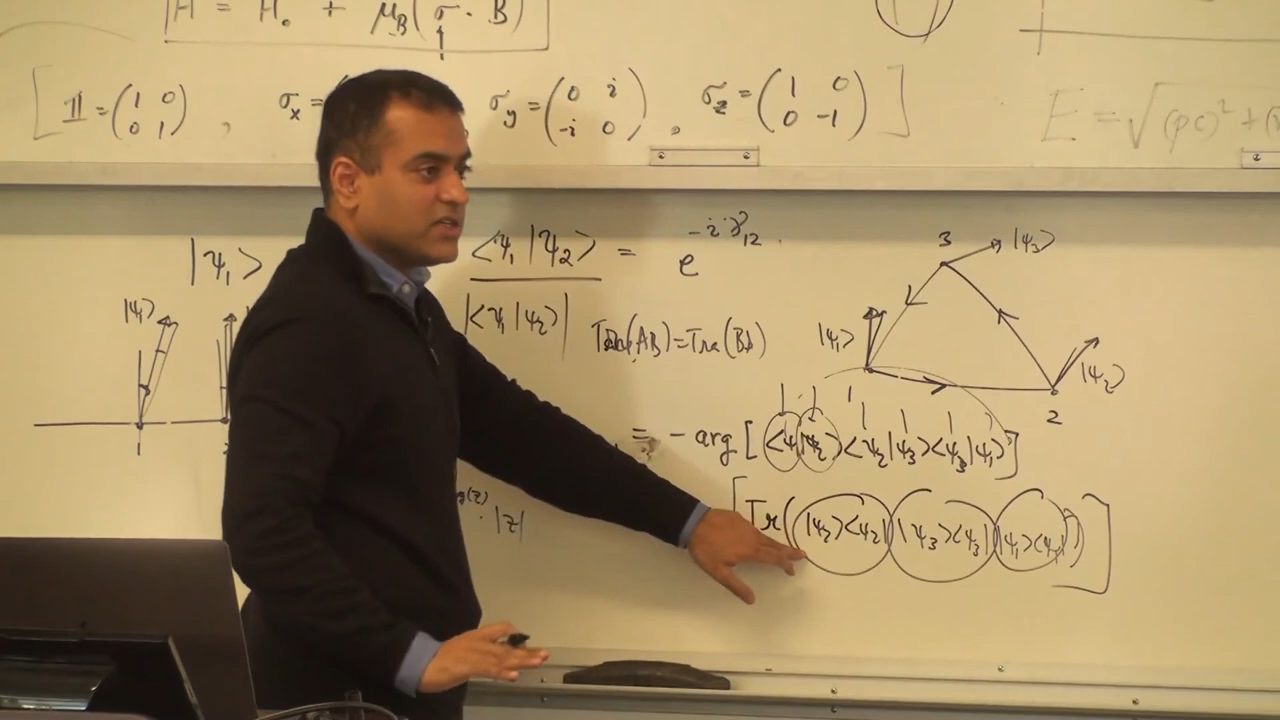 H = H₀ + μ_B(σ · B)
[ 𝟙 = (1 0 0 1) , σ_x = σ_y = (0 i -i 0) , σ_z = (1 0 0 -1) ]
E = √(pc)² + (
|ψ₁>
<ψ₁|ψ₂> = e^{-iγ₁₂}
|<ψ₁|ψ₂>|
3 |ψ₃>
|ψ₁>
(AB)=Tra(BA)
|ψ₁>
|ψ₂>
1
2
1
= -arg[<ψ₁|ψ₂><ψ₂|ψ₃><ψ₃|ψ₁>]
(z) · |z|
[Tr(|ψ₂><ψ₂| |ψ₃><ψ₃| |ψ₁><ψ₁|)]